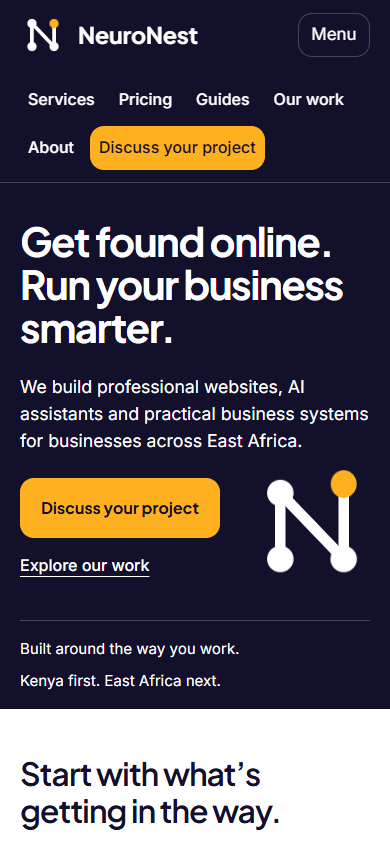 NeuroNest
Menu
Services Pricing Guides Our work
About Discuss your project
Get found online.
Run your business
smarter.
We build professional websites, AI
assistants and practical business systems
for businesses across East Africa.
Discuss your project
Explore our work
Built around the way you work.
Kenya first. East Africa next.
Start with what’s
getting in the way.